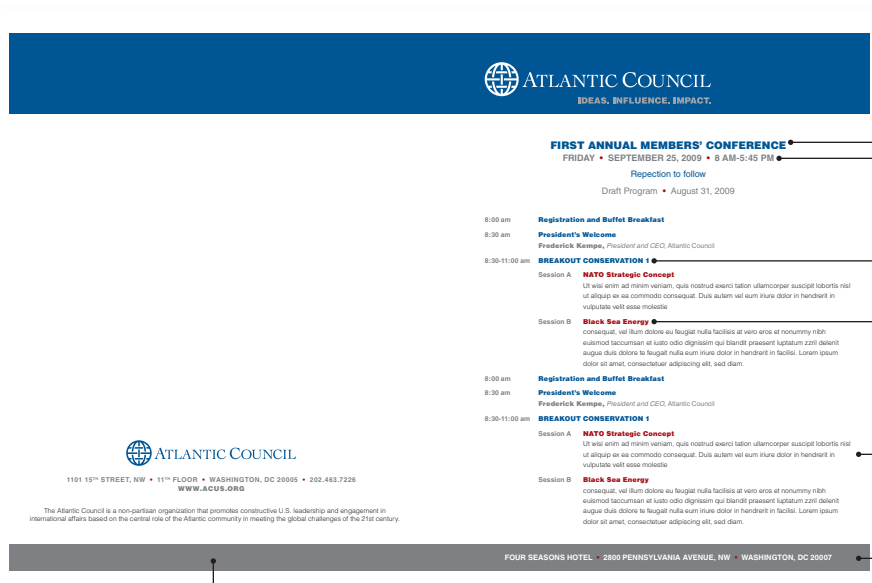 ATLANTIC COUNCIL
IDEAS. INFLUENCE. IMPACT.
FIRST ANNUAL MEMBERS' CONFERENCE
FRIDAY • SEPTEMBER 25, 2009 • 8 AM-5:45 PM
Repection to follow
Draft Program • August 31, 2009
8:00 am Registration and Buffet Breakfast
8:30 am President's Welcome
Frederick Kempe, President and CEO, Atlantic Council
8:30-11:00 am BREAKOUT CONSERVATION 1
Session A NATO Strategic Concept
Ut wisi enim ad minim veniam, quis nostrud exerci tation ullamcorper suscipit lobortis nisl
ut aliquip ex ea commodo consequat. Duis autem vel eum iriure dolor in hendrerit in
vulputate velit esse molestie
Session B Black Sea Energy
consequat, vel illum dolore eu feugiat nulla facilisis at vero eros et nonummy nibh
euismod taccumsan et iusto odio dignissim qui blandit praesent luptatum zzril delenit
augue duis dolore te feugait nulla eum iriure dolor in hendrerit in facilisi. Lorem ipsum
dolor sit amet, consectetuer adipiscing elit, sed diam.
8:00 am Registration and Buffet Breakfast
8:30 am President's Welcome
Frederick Kempe, President and CEO, Atlantic Council
8:30-11:00 am BREAKOUT CONSERVATION 1
Session A NATO Strategic Concept
Ut wisi enim ad minim veniam, quis nostrud exerci tation ullamcorper suscipit lobortis nisl
ut aliquip ex ea commodo consequat. Duis autem vel eum iriure dolor in hendrerit in
vulputate velit esse molestie
Session B Black Sea Energy
consequat, vel illum dolore eu feugiat nulla facilisis at vero eros et nonummy nibh
euismod taccumsan et iusto odio dignissim qui blandit praesent luptatum zzril delenit
augue duis dolore te feugait nulla eum iriure dolor in hendrerit in facilisi. Lorem ipsum
dolor sit amet, consectetuer adipiscing elit, sed diam.
ATLANTIC COUNCIL
1101 15TH STREET, NW • 11TH FLOOR • WASHINGTON, DC 20005 • 202.463.7226
WWW.ACUS.ORG
The Atlantic Council is a non-partisan organization that promotes constructive U.S. leadership and engagement in
international affairs based on the central role of the Atlantic community in meeting the global challenges of the 21st century.
FOUR SEASONS HOTEL • 2800 PENNSYLVANIA AVENUE, NW • WASHINGTON, DC 20007